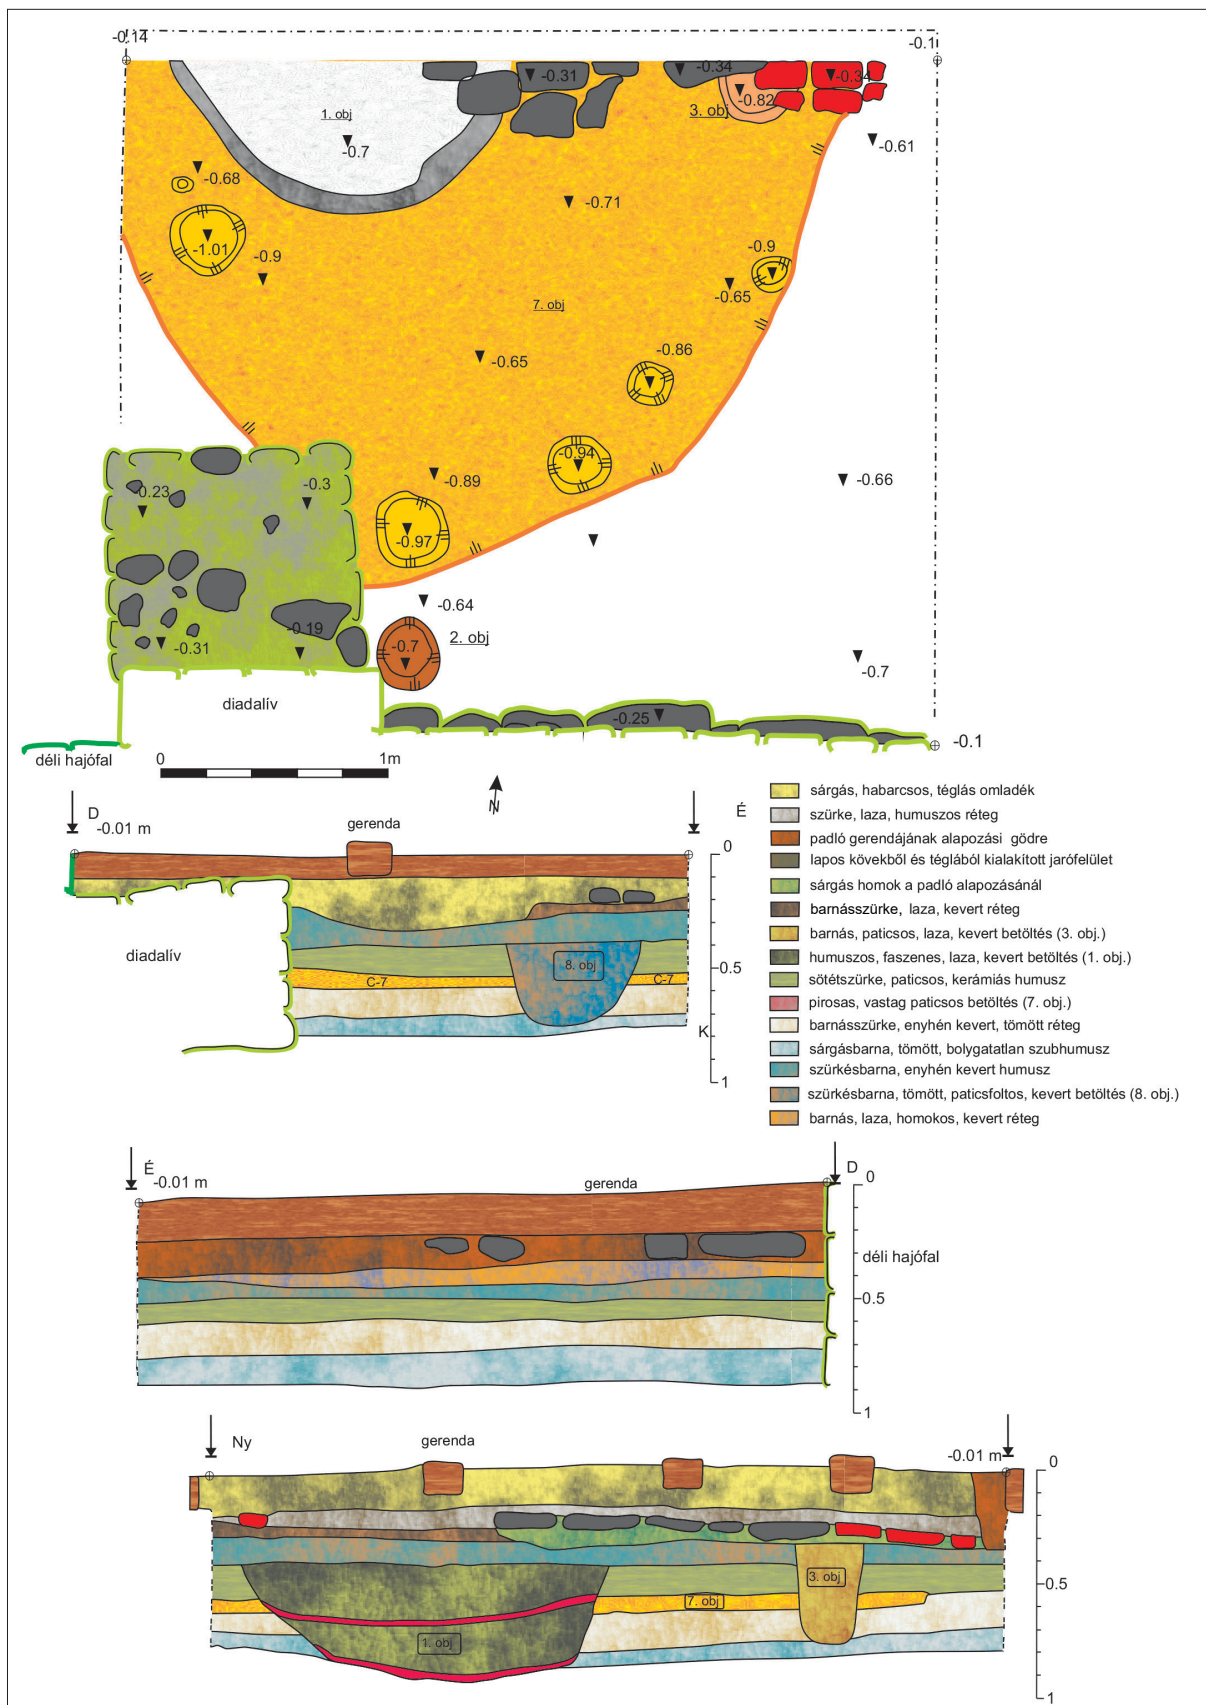 -0.14
-0.1
-0.31
-0.34
-0.34
-0.82
1. obj
3. obj
-0.7
-0.61
-0.68
-0.71
-1.01
-0.9
-0.9
-0.65
7. obj
-0.65
-0.86
-0.94
-0.89
-0.66
-0.23
-0.3
-0.97
-0.64
-0.19
-0.31
-0.7
2. obj
-0.7
diadalív
-0.25
-0.1
déli hajófal
0
1m
N
D
-0.01 m
gerenda
É
0
diadalív
8. obj
C-7
C-7
0.5
K
1
sárgás, habarcsos, téglás omladék
szürke, laza, humuszos réteg
padló gerendájának alapozási gödre
lapos kövekből és téglából kialakított jarófelület
sárgás homok a padló alapozásánál
barnásszürke, laza, kevert réteg
barnás, paticsos, laza, kevert betöltés (3. obj.)
humuszos, faszenes, laza, kevert betöltés (1. obj.)
sötétszürke, paticsos, kerámiás humusz
pirosas, vastag paticsos betöltés (7. obj.)
barnásszürke, enyhén kevert, tömött réteg
sárgásbarna, tömött, bolygatatlan szubhumusz
szürkésbarna, enyhén kevert humusz
szürkésbarna, tömött, paticsfoltos, kevert betöltés (8. obj.)
barnás, laza, homokos, kevert réteg
É
-0.01 m
gerenda
D
0
déli hajófal
0.5
1
Ny
gerenda
-0.01 m
0
3. obj
7. obj
0.5
1. obj
1